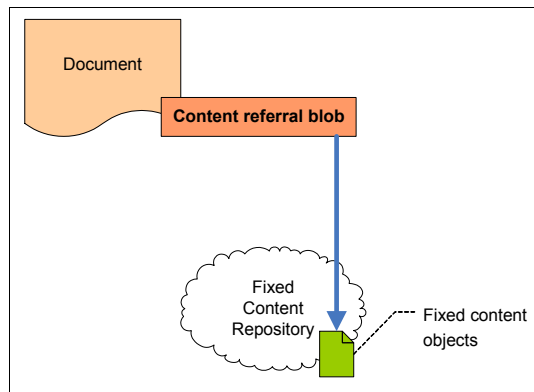 Document
Content referral blob
Fixed
Content
Repository
Fixed content
objects